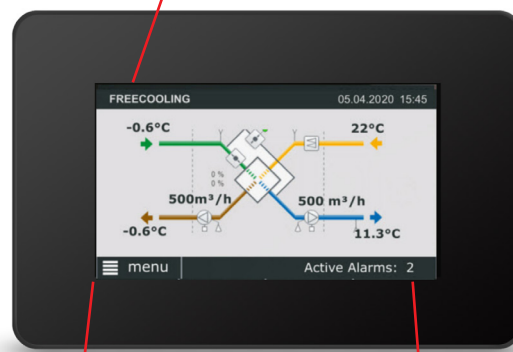 FREECOOLING 05.04.2020 15:45
-0.6°C 22°C
0 %
0 %
500m³/h 500 m³/h
-0.6°C 11.3°C
menu Active Alarms: 2